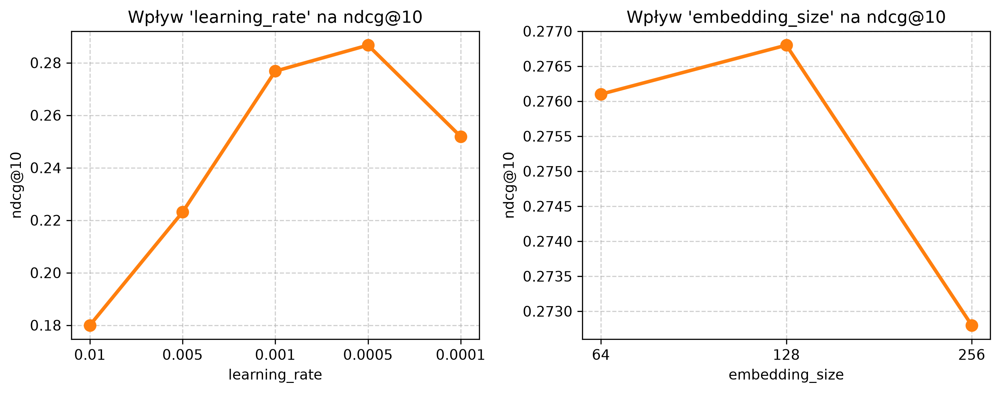 Wpływ 'learning_rate' na ndcg@10
ndcg@10
0.28
0.26
0.24
0.22
0.20
0.18
0.01 0.005 0.001 0.0005 0.0001
learning_rate
Wpływ 'embedding_size' na ndcg@10
ndcg@10
0.2770
0.2765
0.2760
0.2755
0.2750
0.2745
0.2740
0.2735
0.2730
64 128 256
embedding_size